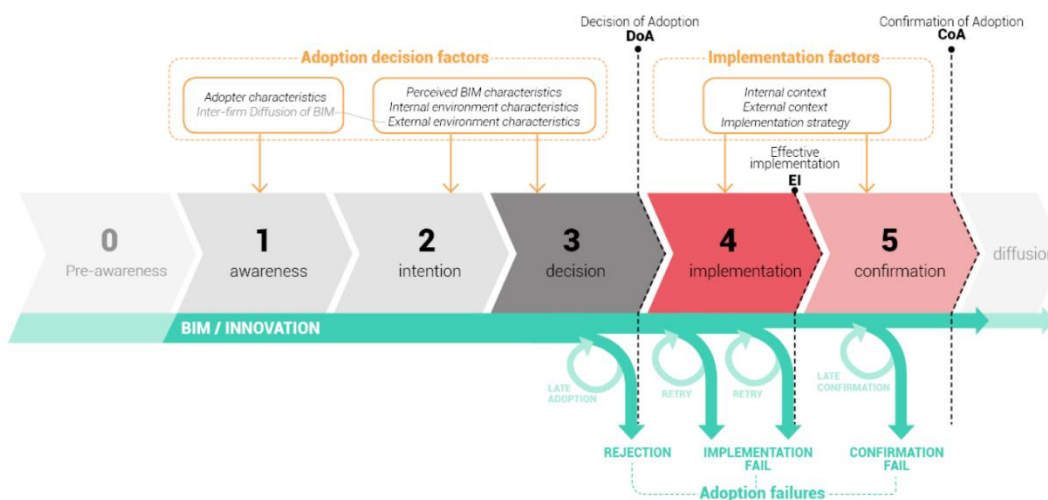 Decision of Adoption
DoA
Confirmation of Adoption
CoA
Adoption decision factors
Implementation factors
Adopter characteristics
Inter-firm Diffusion of BIM
Perceived BIM characteristics
Internal environment characteristics
External environment characteristics
Internal context
External context
Implementation strategy
Effective
implementation
EI
0
Pre-awareness
1
awareness
2
intention
3
decision
4
implementation
5
confirmation
diffusion
BIM / INNOVATION
LATE
ADOPTION
RETRY
RETRY
LATE
CONFIRMATION
REJECTION
IMPLEMENTATION
FAIL
CONFIRMATION
FAIL
Adoption failures